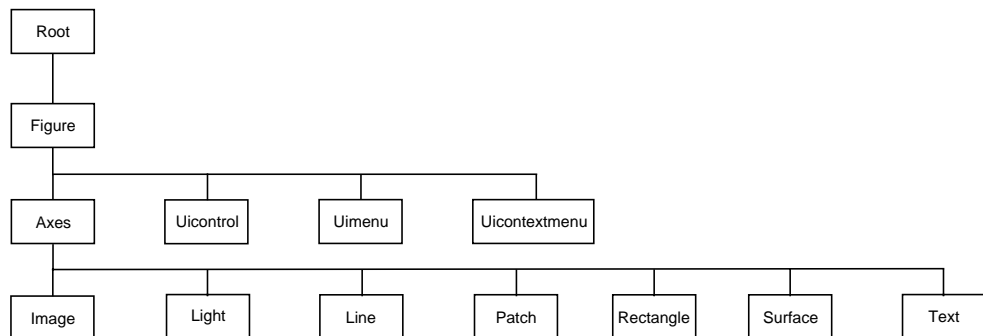 Root
Figure
Axes
Uicontrol
Uimenu
Uicontextmenu
Image
Light
Line
Patch
Rectangle
Surface
Text